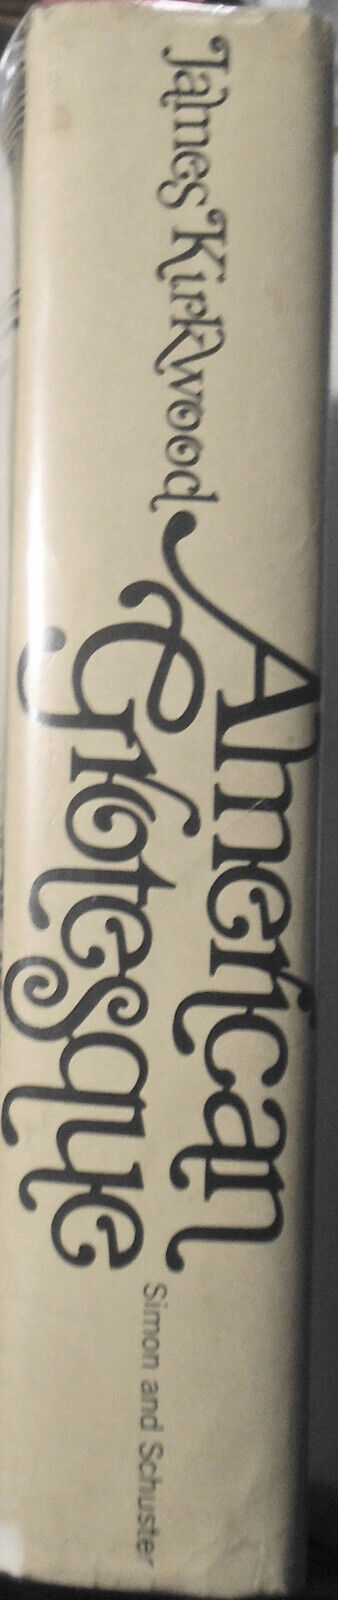 James Kirkwood
American
Grotesque
Simon and Schuster